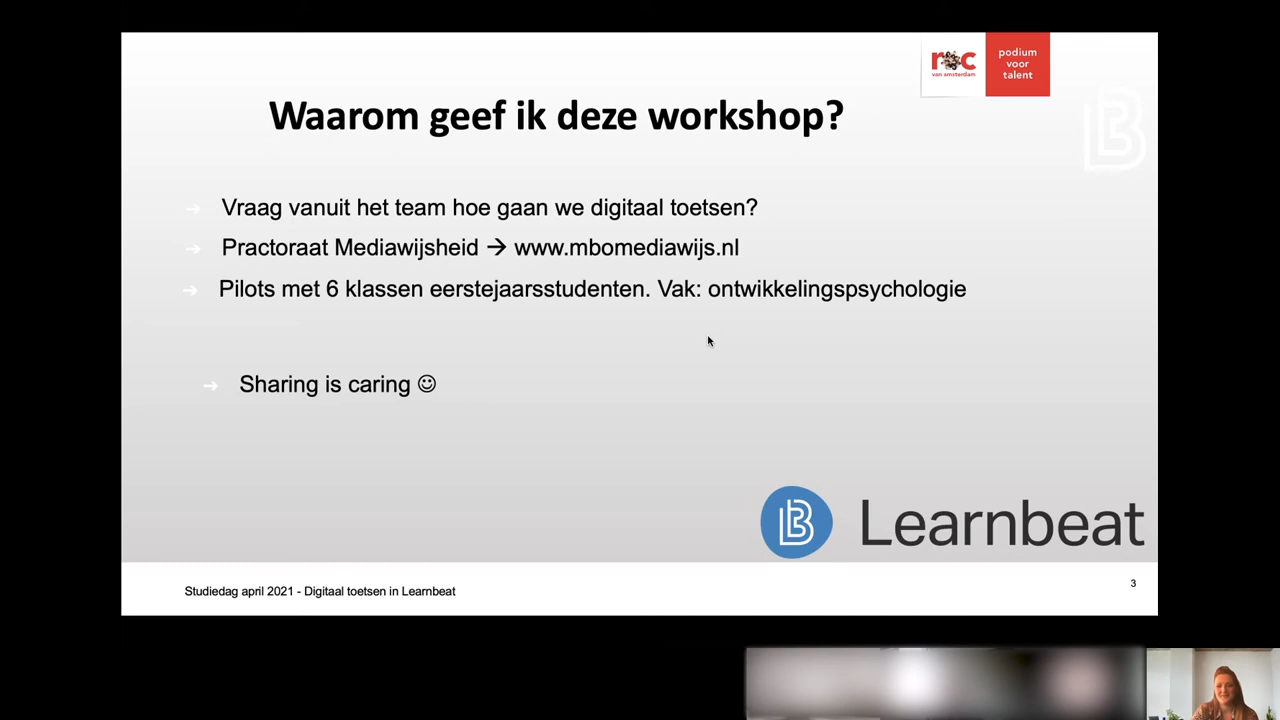 roc
van amsterdam
podium
voor
talent
Waarom geef ik deze workshop?
➔ Vraag vanuit het team hoe gaan we digitaal toetsen?
➔ Practoraat Mediawijsheid → www.mbomediawijs.nl
➔ Pilots met 6 klassen eerstejaarsstudenten. Vak: ontwikkelingspsychologie
➔ Sharing is caring ☺
Learnbeat
Studiedag april 2021 - Digitaal toetsen in Learnbeat
3